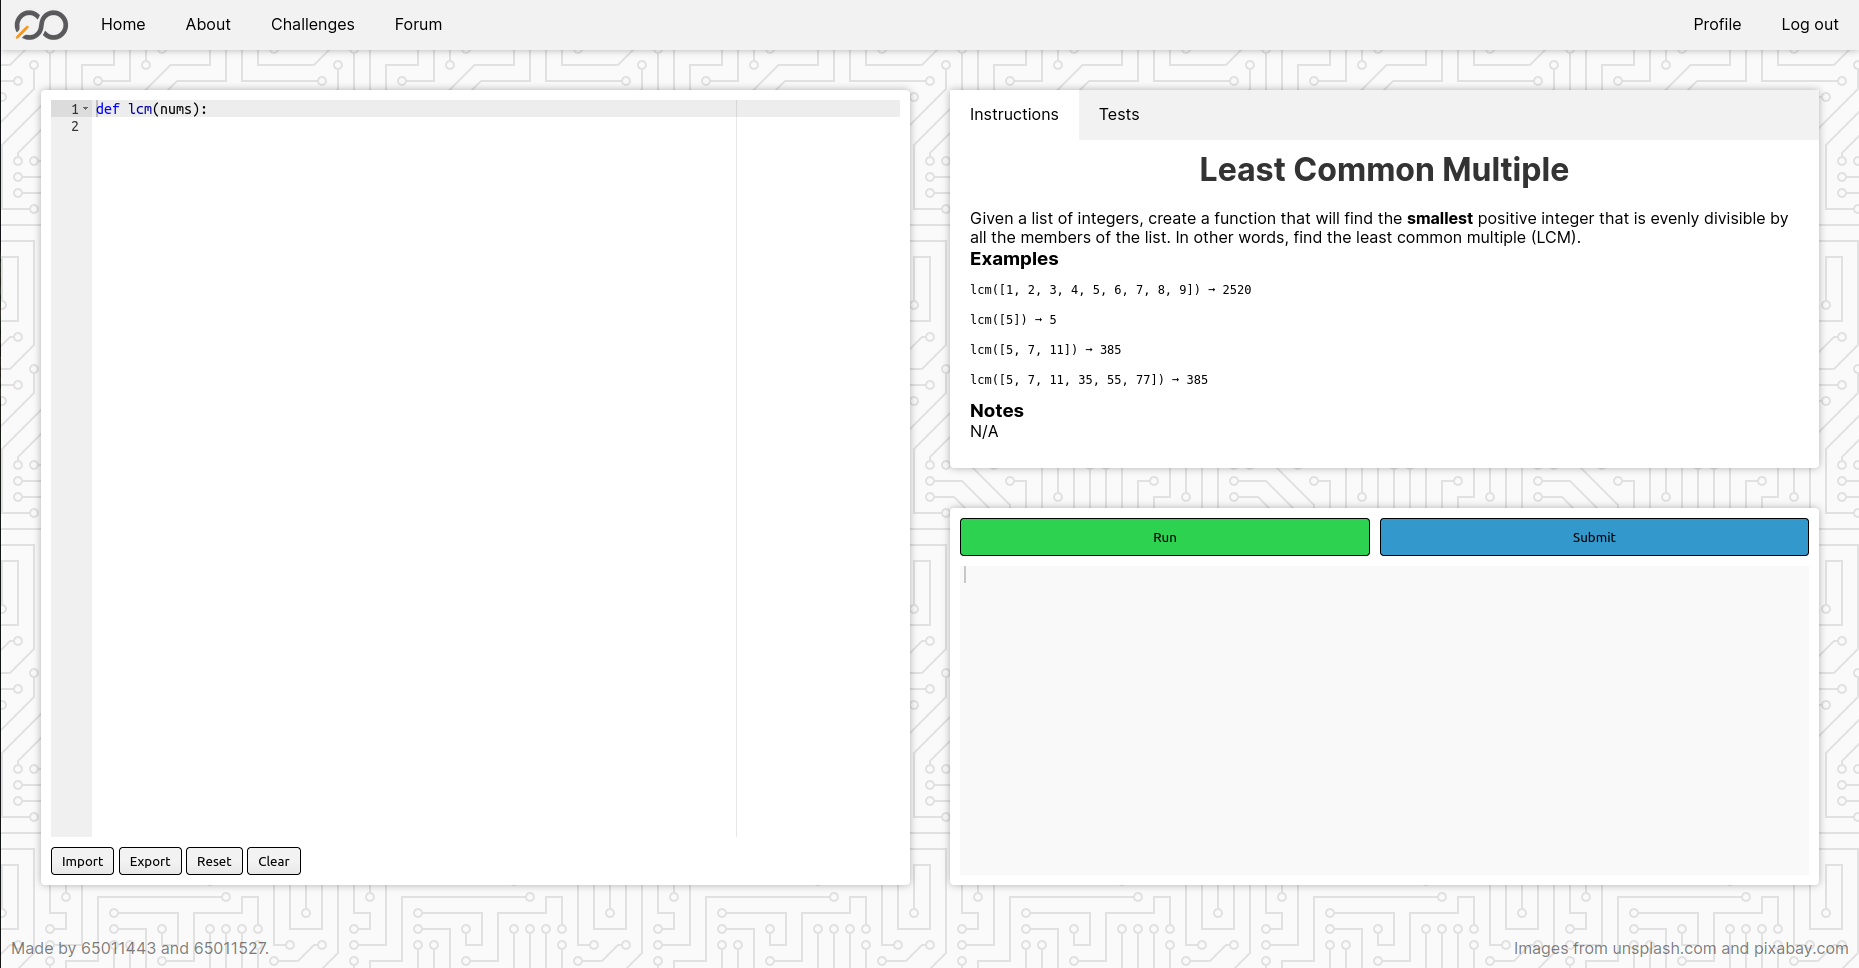 Home About Challenges Forum Profile Log out
1 def lcm(nums):
2
Import Export Reset Clear
Instructions Tests
Least Common Multiple
Given a list of integers, create a function that will find the smallest positive integer that is evenly divisible by
all the members of the list. In other words, find the least common multiple (LCM).
Examples
lcm([1, 2, 3, 4, 5, 6, 7, 8, 9]) → 2520
lcm([5]) → 5
lcm([5, 7, 11]) → 385
lcm([5, 7, 11, 35, 55, 77]) → 385
Notes
N/A
Run Submit
Made by 65011443 and 65011527.
Images from unsplash.com and pixabay.com